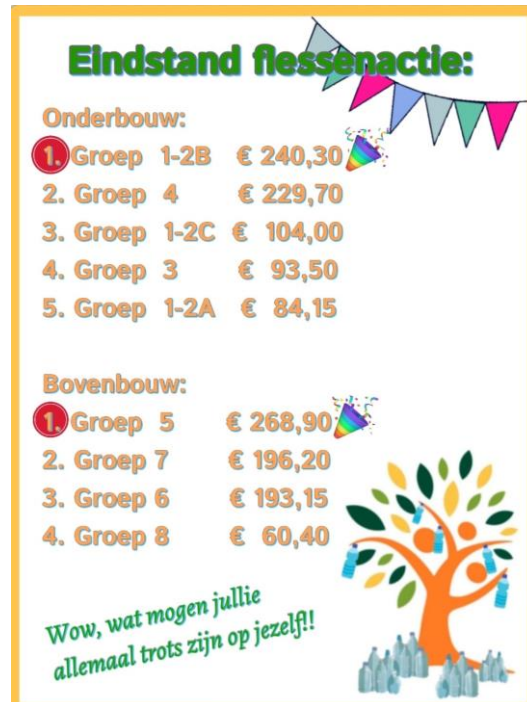 Eindstand flessenactie:
Onderbouw:
1. Groep 1-2B € 240,30
2. Groep 4 € 229,70
3. Groep 1-2C € 104,00
4. Groep 3 € 93,50
5. Groep 1-2A € 84,15
Bovenbouw:
1. Groep 5 € 268,90
2. Groep 7 € 196,20
3. Groep 6 € 193,15
4. Groep 8 € 60,40
Wow, wat mogen jullie
allemaal trots zijn op jezelf!!